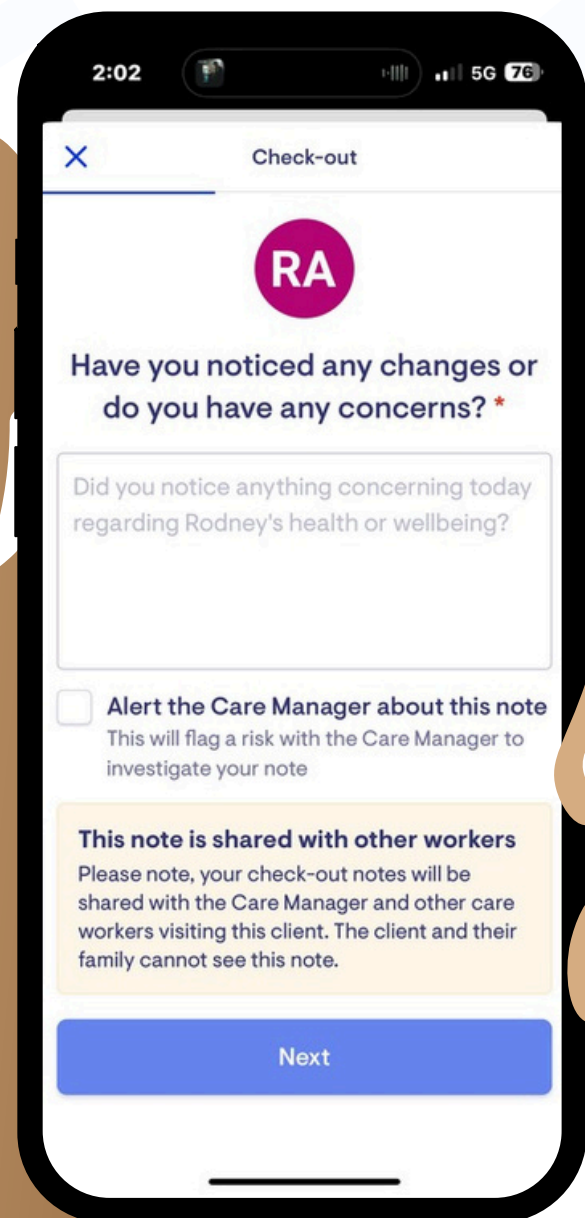 2:02 5G 76
Check-out
RA
Have you noticed any changes or
do you have any concerns? *
Did you notice anything concerning today
regarding Rodney's health or wellbeing?
Alert the Care Manager about this note
This will flag a risk with the Care Manager to
investigate your note
This note is shared with other workers
Please note, your check-out notes will be
shared with the Care Manager and other care
workers visiting this client. The client and their
family cannot see this note.
Next